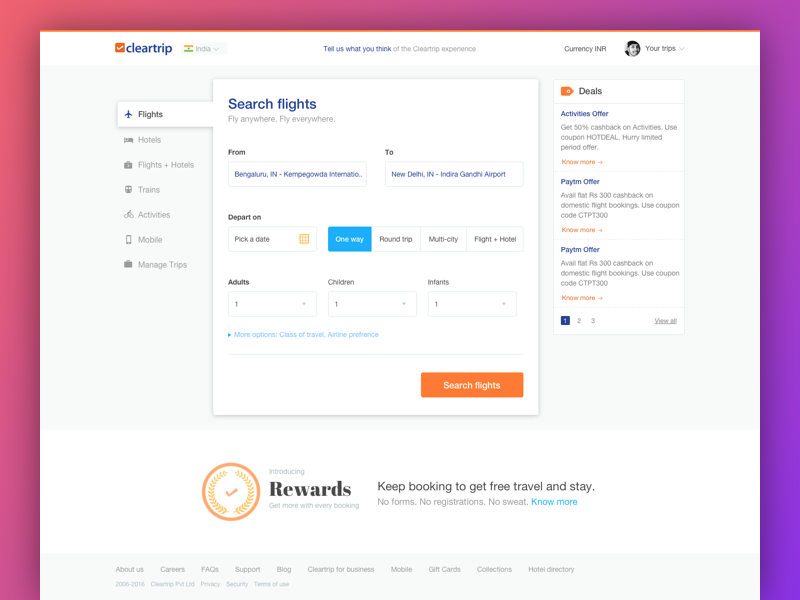 cleartrip
India
Tell us what you think of the Cleartrip experience
Currency INR
Your trips
Flights
Hotels
Flights + Hotels
Trains
Activities
Mobile
Manage Trips
Search flights
Fly anywhere. Fly everywhere.
From
To
Bengaluru, IN - Kempegowda Internatio..
New Delhi, IN - Indira Gandhi Airport
Depart on
Pick a date
One way
Round trip
Multi-city
Flight + Hotel
Adults
Children
Infants
1
1
1
More options: Class of travel, Airline prefrence
Search flights
Deals
Activities Offer
Get 50% cashback on Activities. Use
coupon HOTDEAL. Hurry limited
period offer.
Know more →
Paytm Offer
Avail flat Rs 300 cashback on
domestic flight bookings. Use coupon
code CTPT300
Know more →
Paytm Offer
Avail flat Rs 300 cashback on
domestic flight bookings. Use coupon
code CTPT300
Know more →
1 2 3
View all
Introducing
Rewards
Get more with every booking
Keep booking to get free travel and stay.
No forms. No registrations. No sweat. Know more
About us Careers FAQs Support Blog Cleartrip for business Mobile Gift Cards Collections Hotel directory
2006-2016 Cleartrip Pvt Ltd Privacy Security Terms of use